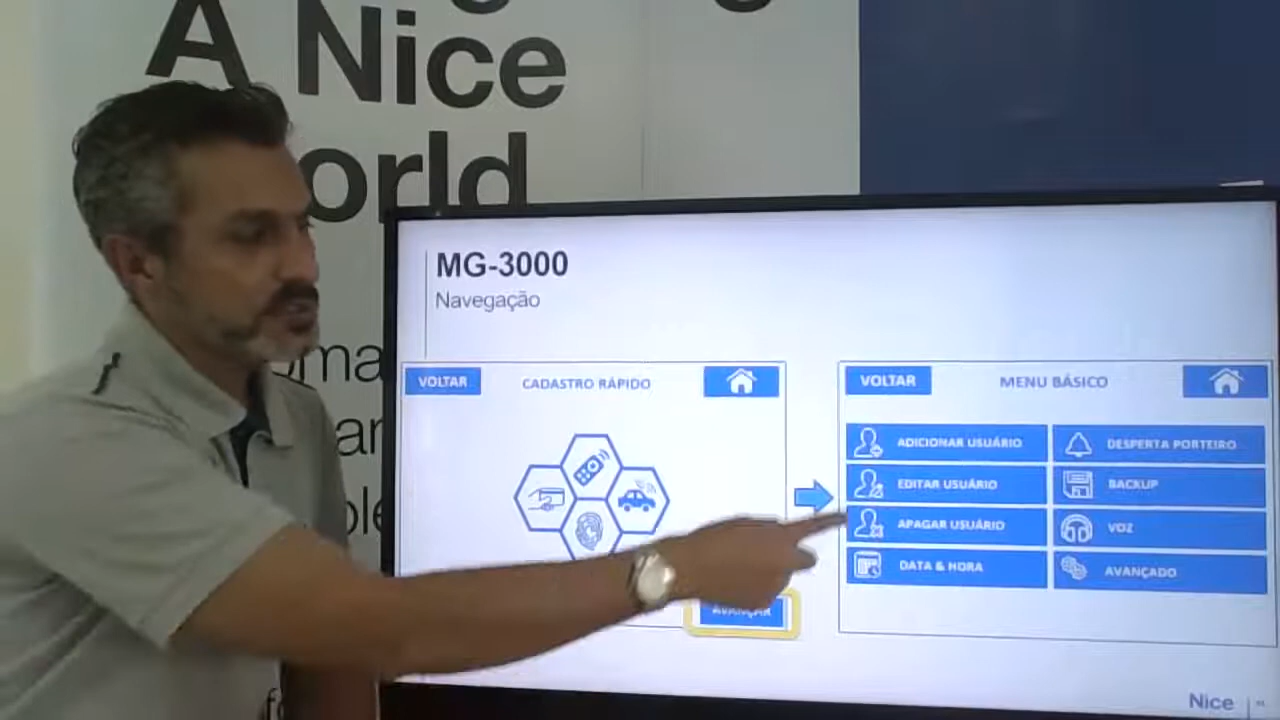 A Nice
orld
MG-3000
Navegação
VOLTAR
CADASTRO RÁPIDO
AVANÇAR
VOLTAR
MENU BÁSICO
ADICIONAR USUÁRIO
DESPERTA PORTEIRO
EDITAR USUÁRIO
BACKUP
APAGAR USUÁRIO
VOZ
DATA & HORA
AVANÇADO
Nice